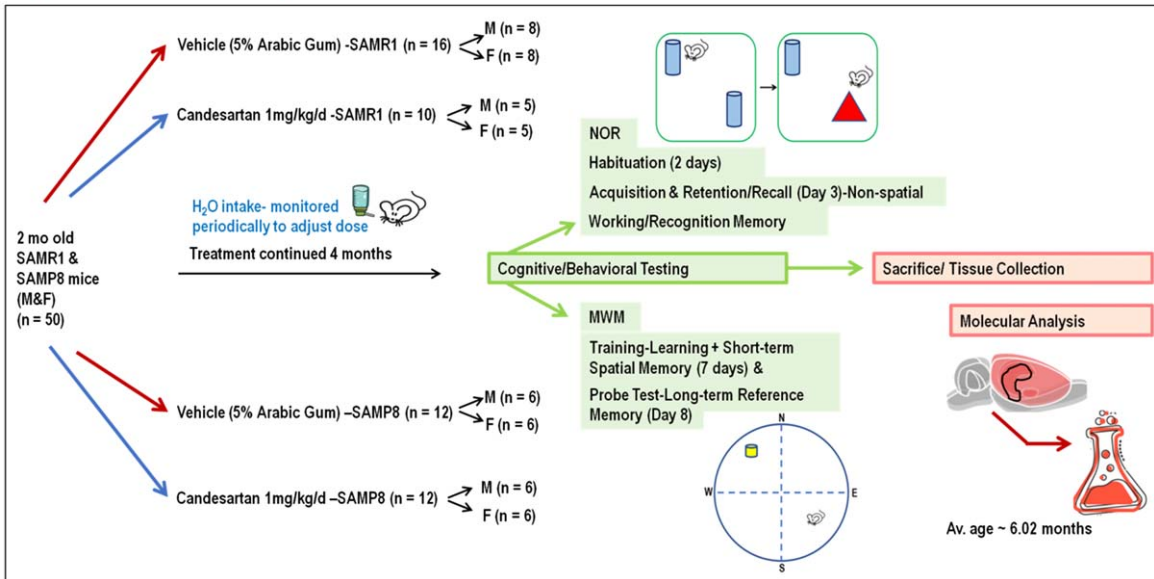 Vehicle (5% Arabic Gum) -SAMR1 (n = 16)
M (n = 8)
F (n = 8)
Candesartan 1mg/kg/d -SAMR1 (n = 10)
M (n = 5)
F (n = 5)
NOR
Habituation (2 days)
Acquisition & Retention/Recall (Day 3)-Non-spatial
Working/Recognition Memory
H₂O intake- monitored
periodically to adjust dose
Treatment continued 4 months
2 mo old
SAMR1 &
SAMP8 mice
(M&F)
(n = 50)
Cognitive/Behavioral Testing
Sacrifice/ Tissue Collection
Molecular Analysis
MWM
Training-Learning + Short-term
Spatial Memory (7 days) &
Probe Test-Long-term Reference
Memory (Day 8)
Vehicle (5% Arabic Gum) –SAMP8 (n = 12)
M (n = 6)
F (n = 6)
Candesartan 1mg/kg/d –SAMP8 (n = 12)
M (n = 6)
F (n = 6)
N
W
E
S
Av. age ~ 6.02 months